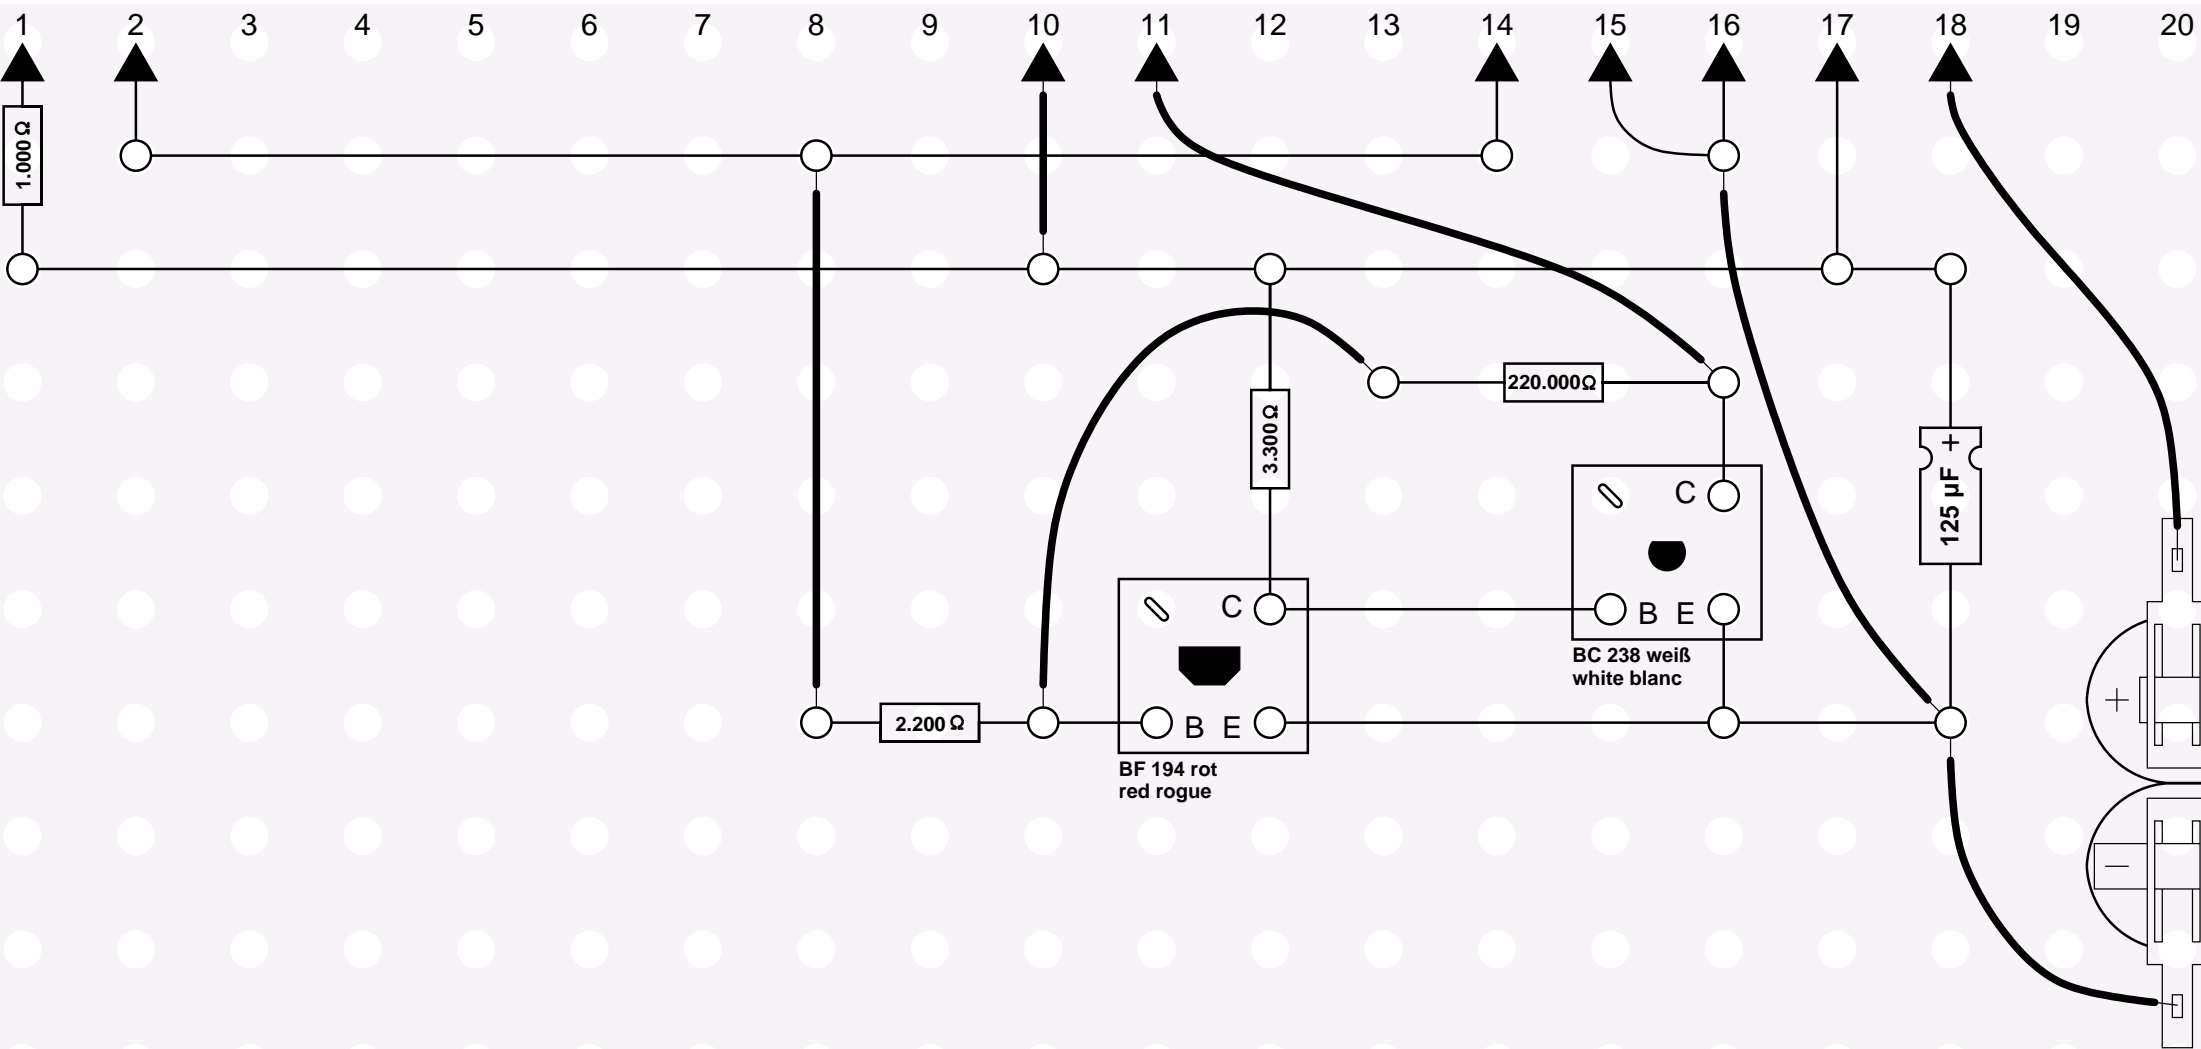 1 2 3 4 5 6 7 8 9 10 11 12 13 14 15 16 17 18 19 20
1.000 Ω
220.000Ω
3.300 Ω
+
125 µF
C
B E
BC 238 weiß
white blanc
C
B E
2.200 Ω
BF 194 rot
red rogue
+
−